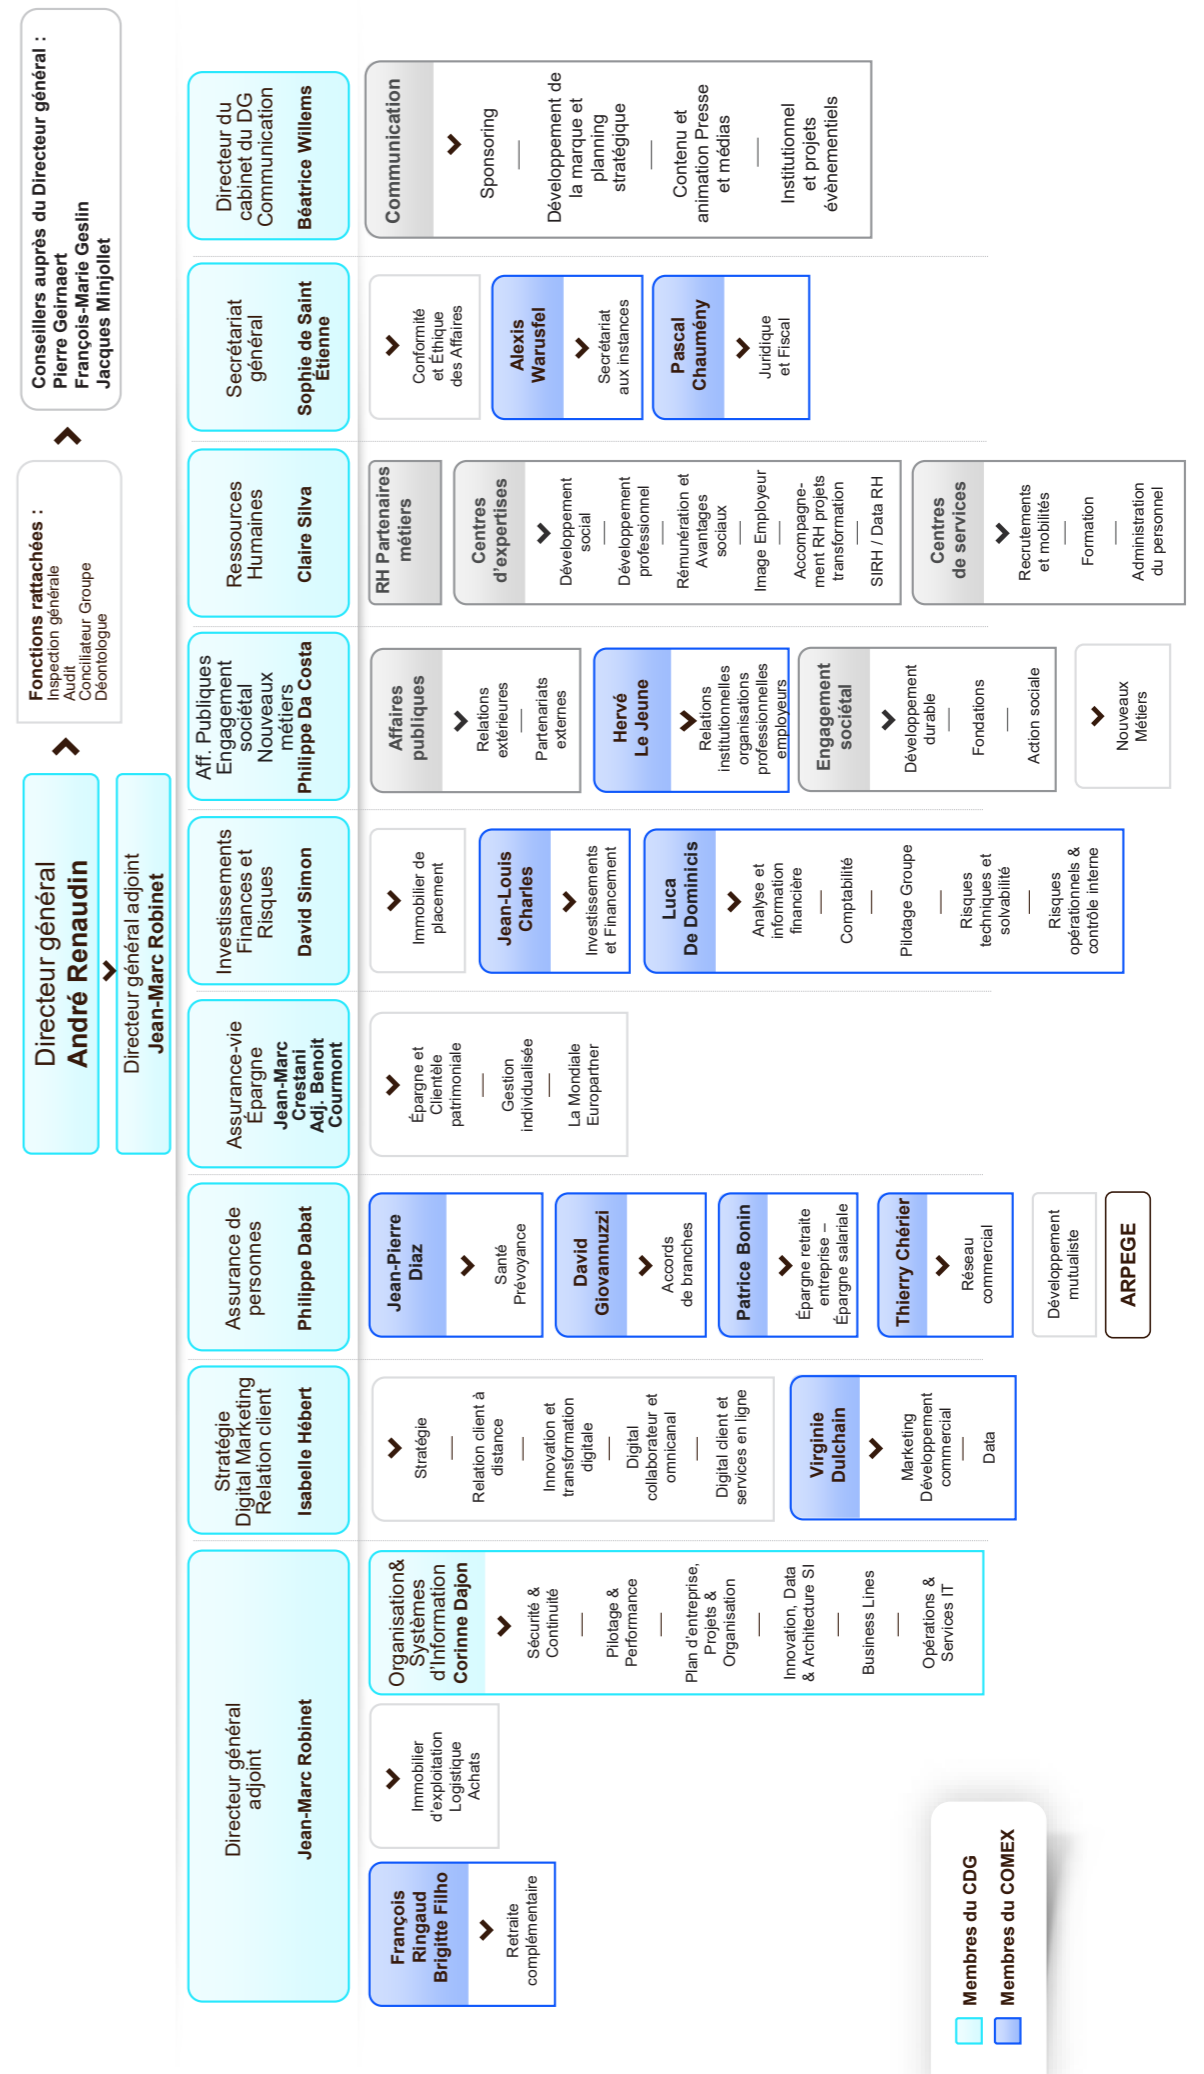 Directeur général
André Renaudin
Directeur général adjoint
Jean-Marc Robinet
Fonctions rattachées :
Inspection générale
Audit
Conciliateur Groupe
Déontologue
Conseillers auprès du Directeur général :
Pierre Geirnaert
François-Marie Geslin
Jacques Minjollet
Directeur général
adjoint
Jean-Marc Robinet
François
Ringaud
Brigitte Filho
Retraite
complémentaire
Immobilier
d'exploitation
Logistique
Achats
Organisation&
Systèmes
d'Information
Corinne Dajon
Sécurité &
Continuité
Pilotage &
Performance
Plan d'entreprise,
Projets &
Organisation
Innovation, Data
& Architecture SI
Business Lines
Opérations &
Services IT
Stratégie
Digital Marketing
Relation client
Isabelle Hébert
Stratégie
Relation client à
distance
Innovation et
transformation
digitale
Digital
collaborateur et
omnicanal
Digital client et
services en ligne
Virginie
Dulchain
Marketing
Développement
commercial
Data
Assurance de
personnes
Philippe Dabat
Jean-Pierre
Diaz
Santé
Prévoyance
David
Giovannuzzi
Accords
de branches
Patrice Bonin
Épargne retraite
entreprise –
Épargne salariale
Thierry Chérier
Réseau
commercial
Développement
mutualiste
ARPEGE
Assurance-vie
Épargne
Jean-Marc
Crestani
Adj. Benoit
Courmont
Épargne et
Clientèle
patrimoniale
Gestion
individualisée
La Mondiale
Europartner
Investissements
Finances et
Risques
David Simon
Immobilier de
placement
Jean-Louis
Charles
Investissements
et Financement
Luca
De Dominicis
Analyse et
information
financière
Comptabilité
Pilotage Groupe
Risques
techniques et
solvabilité
Risques
opérationnels &
contrôle interne
Aff. Publiques
Engagement
sociétal
Nouveaux
métiers
Philippe Da Costa
Affaires
publiques
Relations
extérieures
Partenariats
externes
Hervé
Le Jeune
Relations
institutionnelles
organisations
professionnelles
employeurs
Engagement
sociétal
Développement
durable
Fondations
Action sociale
Nouveaux
Métiers
Ressources
Humaines
Claire Silva
RH Partenaires
métiers
Centres
d'expertises
Développement
social
Développement
professionnel
Rémunération et
Avantages
sociaux
Image Employeur
Accompagne-
ment RH projets
transformation
SIRH / Data RH
Centres
de services
Recrutements
et mobilités
Formation
Administration
du personnel
Secrétariat
général
Sophie de Saint
Étienne
Conformité
et Éthique
des Affaires
Alexis
Warusfel
Secrétariat
aux instances
Pascal
Chaumény
Juridique
et Fiscal
Directeur du
cabinet du DG
Communication
Béatrice Willems
Communication
Sponsoring
Développement de
la marque et
planning
stratégique
Contenu et
animation Presse
et médias
Institutionnel
et projets
évènementiels
Membres du CDG
Membres du COMEX